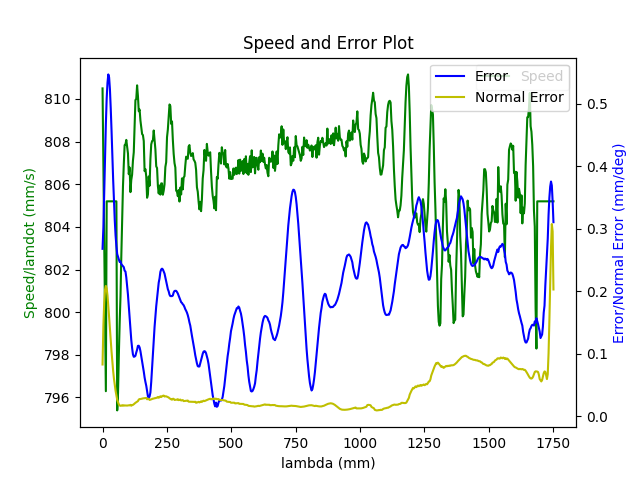 Speed and Error Plot
Error
Speed
Normal Error
Speed/lamdot (mm/s)
810
808
806
804
802
800
798
796
Error/Normal Error (mm/deg)
0.5
0.4
0.3
0.2
0.1
0.0
0 250 500 750 1000 1250 1500 1750
lambda (mm)